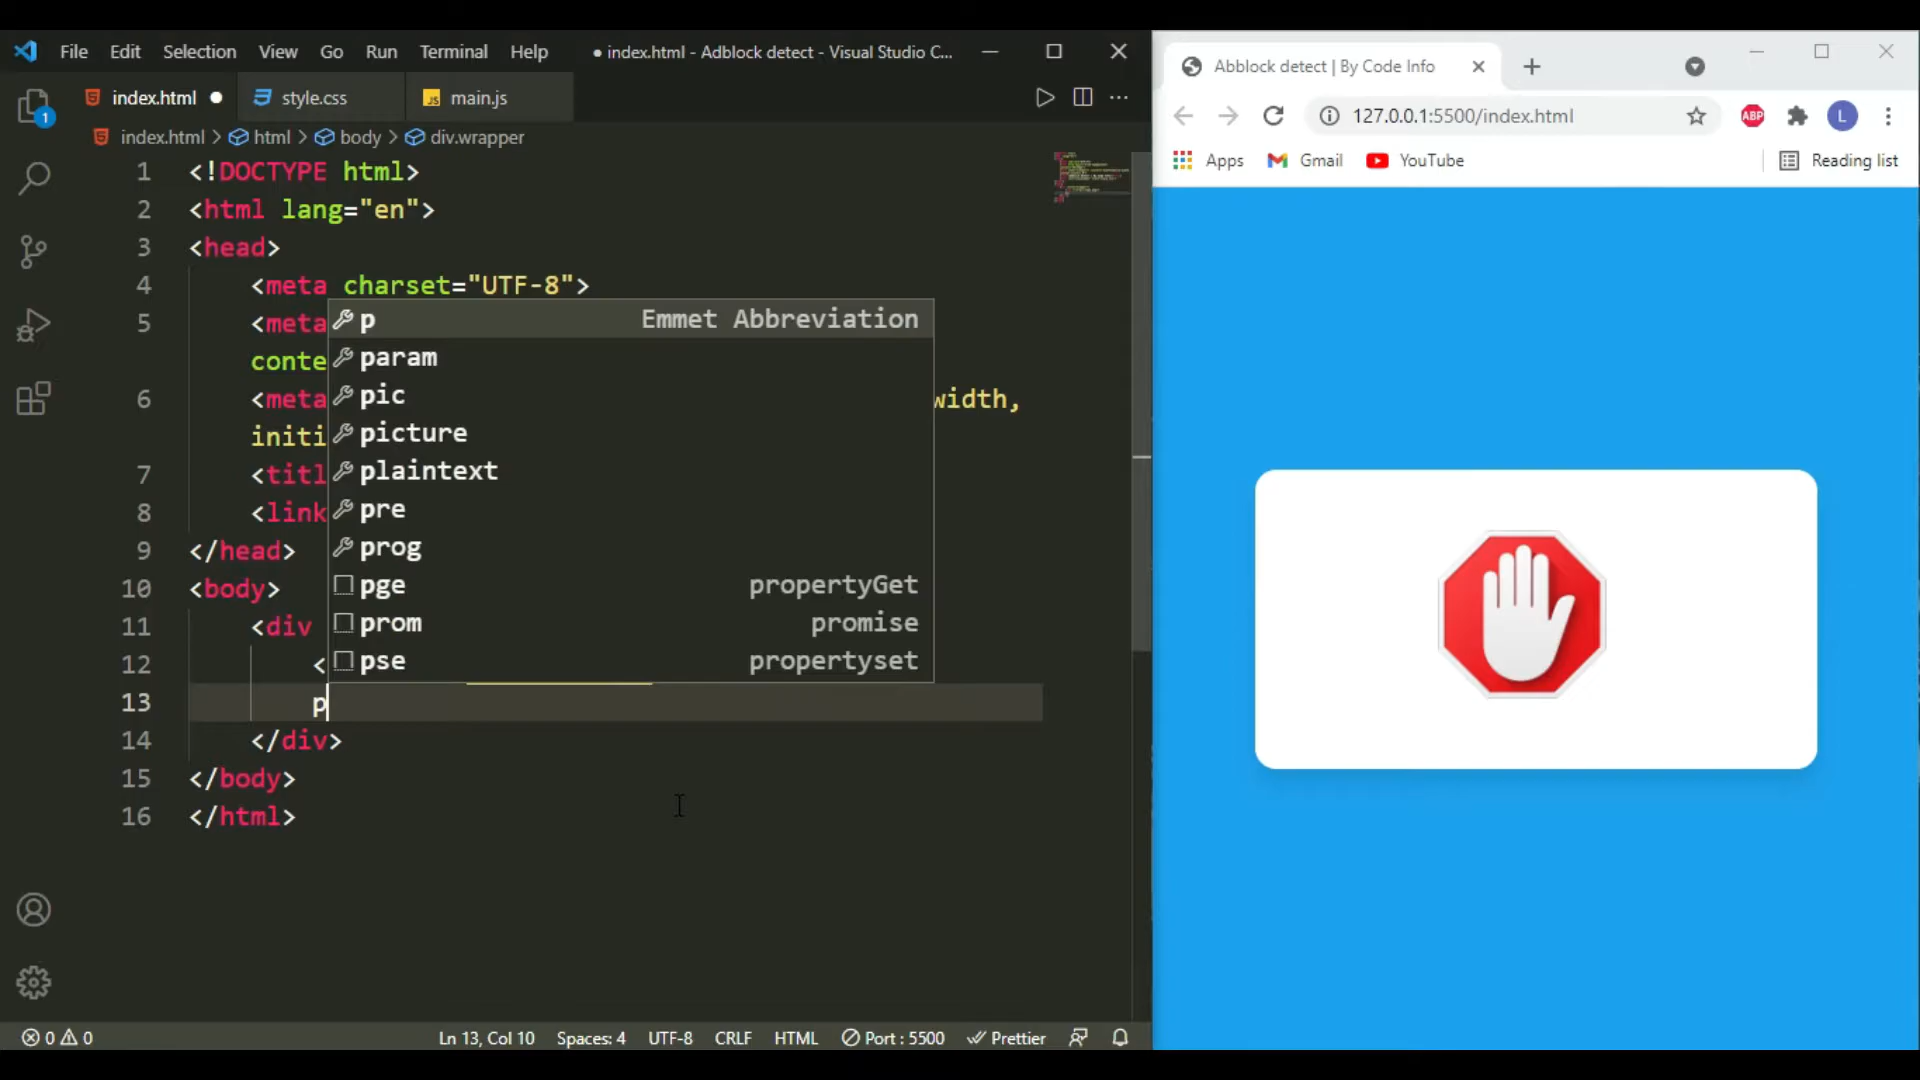 File Edit Selection View Go Run Terminal Help ● index.html - Adblock detect - Visual Studio C...
index.html ● style.css JS main.js
index.html > html > body > div.wrapper
1 <!DOCTYPE html>
2 <html lang="en">
3 <head>
4 <meta charset="UTF-8">
5 <meta
conte
6 <meta width,
initi
7 <titl
8 <link
9 </head>
10 <body>
11 <div
12 <
13 p
14 </div>
15 </body>
16 </html>
p Emmet Abbreviation
param
pic
picture
plaintext
pre
prog
pge propertyGet
prom promise
pse propertyset
1
0 0 Ln 13, Col 10 Spaces: 4 UTF-8 CRLF HTML Port : 5500 Prettier
Abblock detect | By Code Info
127.0.0.1:5500/index.html ABP L
Apps Gmail YouTube Reading list